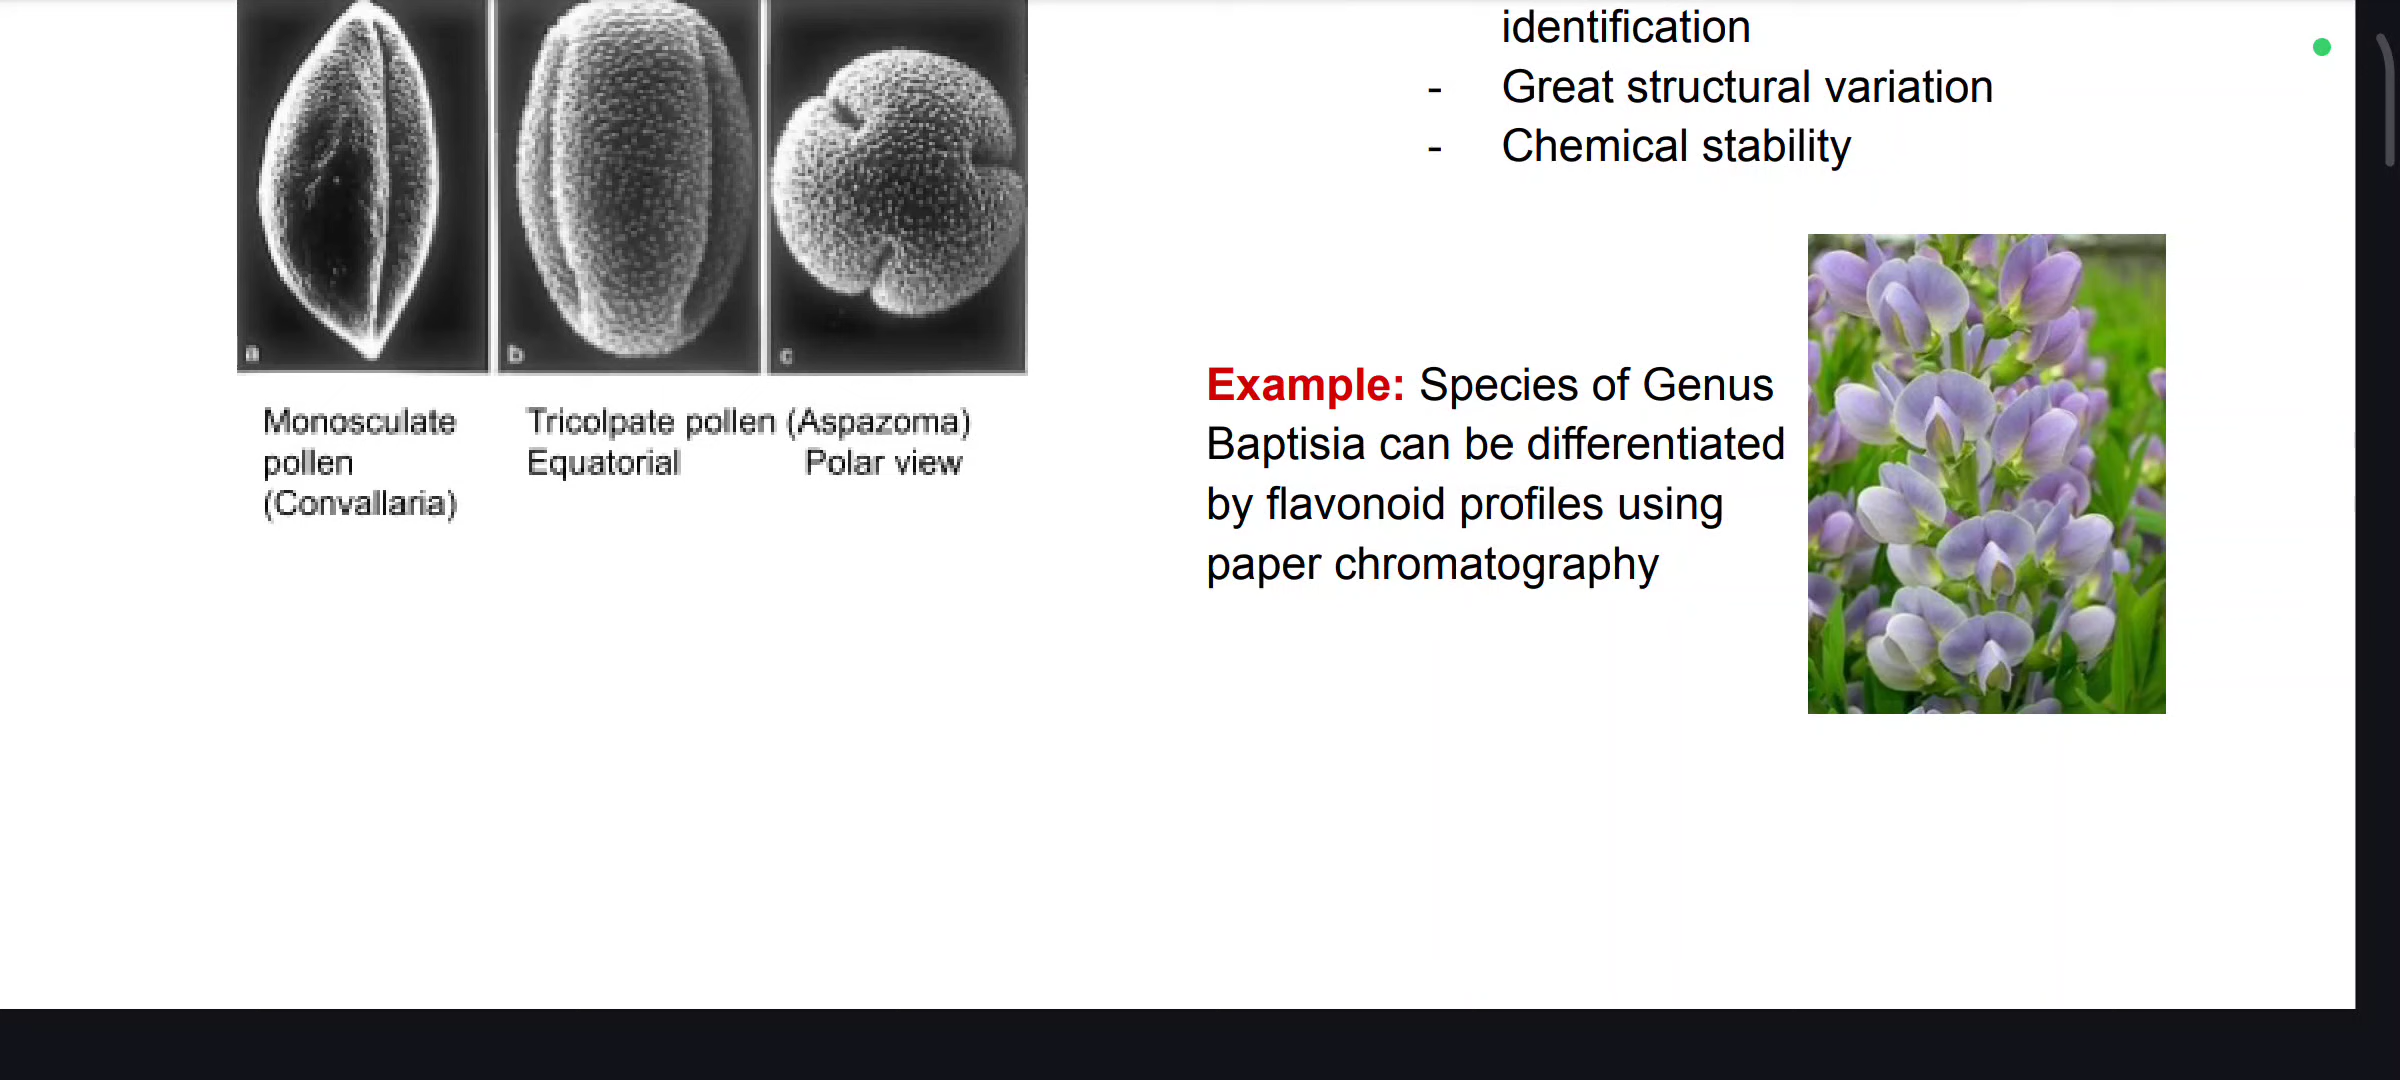 a
b
c
Monosculate
pollen
(Convallaria)
Tricolpate pollen (Aspazoma)
Equatorial Polar view
identification
- Great structural variation
- Chemical stability
Example: Species of Genus
Baptisia can be differentiated
by flavonoid profiles using
paper chromatography